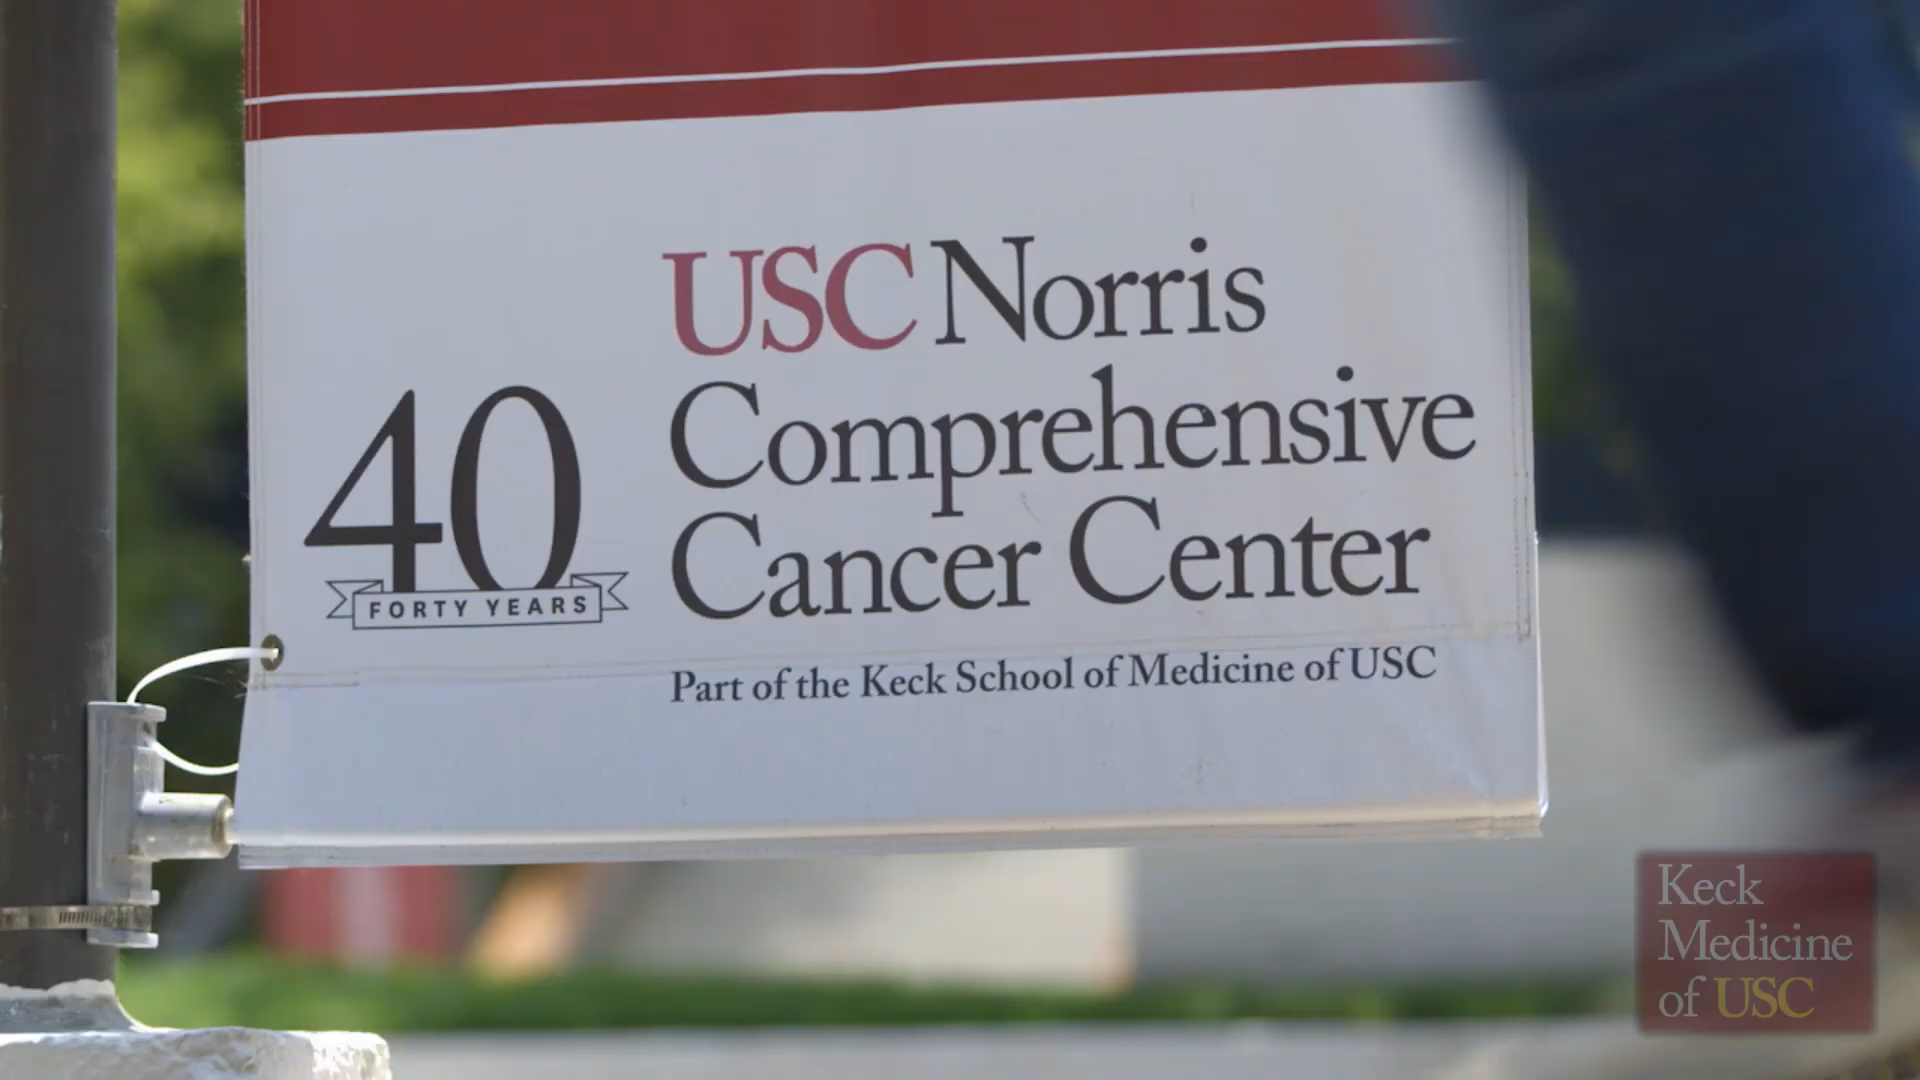 USC Norris
Comprehensive
Cancer Center
40
FORTY YEARS
Part of the Keck School of Medicine of USC
Keck
Medicine
of USC